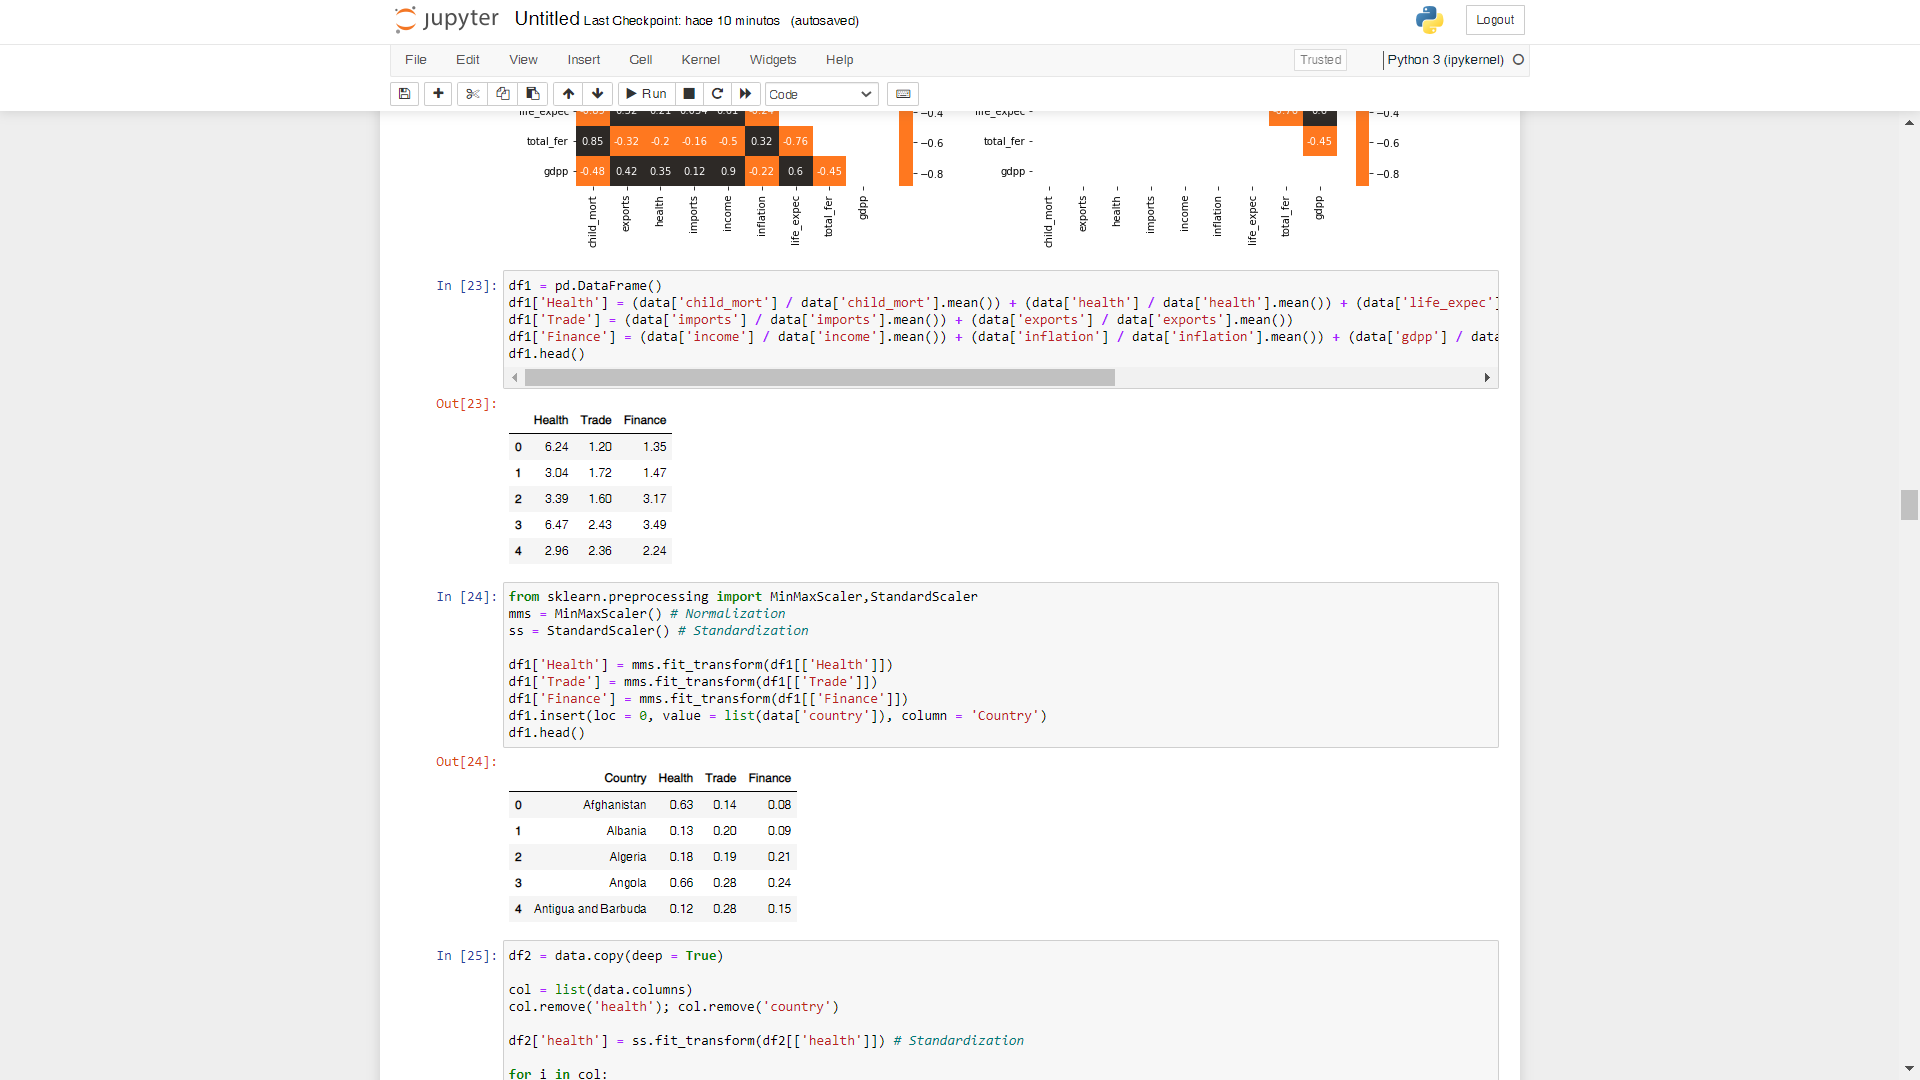 jupyter Untitled Last Checkpoint: hace 10 minutos (autosaved) Logout
File Edit View Insert Cell Kernel Widgets Help Trusted Python 3 (ipykernel)
Run Code
life_expec -0.4 life_expec -0.4
total_fer 0.85 -0.32 -0.2 -0.16 -0.5 0.32 -0.76 -0.6 total_fer -0.45 -0.6
gdpp -0.48 0.42 0.35 0.12 0.9 -0.22 0.6 -0.45 -0.8 gdpp -0.8
child_mort exports health imports income inflation life_expec total_fer gdpp child_mort exports health imports income inflation life_expec total_fer gdpp
In [23]: df1 = pd.DataFrame()
df1['Health'] = (data['child_mort'] / data['child_mort'].mean()) + (data['health'] / data['health'].mean()) + (data['life_expec']
df1['Trade'] = (data['imports'] / data['imports'].mean()) + (data['exports'] / data['exports'].mean())
df1['Finance'] = (data['income'] / data['income'].mean()) + (data['inflation'] / data['inflation'].mean()) + (data['gdpp'] / data
df1.head()
Out[23]:
Health Trade Finance
0 6.24 1.20 1.35
1 3.04 1.72 1.47
2 3.39 1.60 3.17
3 6.47 2.43 3.49
4 2.96 2.36 2.24
In [24]: from sklearn.preprocessing import MinMaxScaler,StandardScaler
mms = MinMaxScaler() # Normalization
ss = StandardScaler() # Standardization
df1['Health'] = mms.fit_transform(df1[['Health']])
df1['Trade'] = mms.fit_transform(df1[['Trade']])
df1['Finance'] = mms.fit_transform(df1[['Finance']])
df1.insert(loc = 0, value = list(data['country']), column = 'Country')
df1.head()
Out[24]:
Country Health Trade Finance
0 Afghanistan 0.63 0.14 0.08
1 Albania 0.13 0.20 0.09
2 Algeria 0.18 0.19 0.21
3 Angola 0.66 0.28 0.24
4 Antigua and Barbuda 0.12 0.28 0.15
In [25]: df2 = data.copy(deep = True)
col = list(data.columns)
col.remove('health'); col.remove('country')
df2['health'] = ss.fit_transform(df2[['health']]) # Standardization
for i in col: